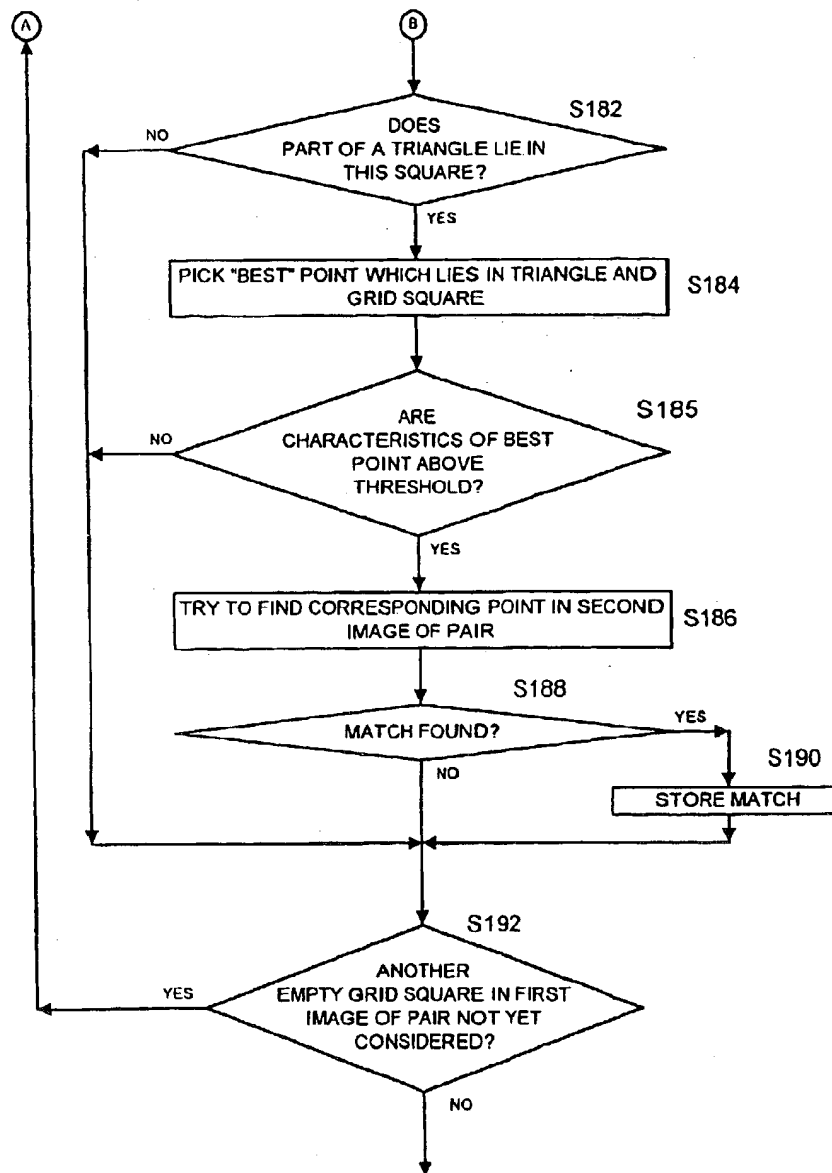 A
B
S182
DOES
PART OF A TRIANGLE LIE IN
THIS SQUARE?
NO
YES
PICK "BEST" POINT WHICH LIES IN TRIANGLE AND
GRID SQUARE
S184
S185
ARE
CHARACTERISTICS OF BEST
POINT ABOVE
THRESHOLD?
NO
YES
TRY TO FIND CORRESPONDING POINT IN SECOND
IMAGE OF PAIR
S186
S188
MATCH FOUND?
YES
NO
S190
STORE MATCH
S192
ANOTHER
EMPTY GRID SQUARE IN FIRST
IMAGE OF PAIR NOT YET
CONSIDERED?
YES
NO